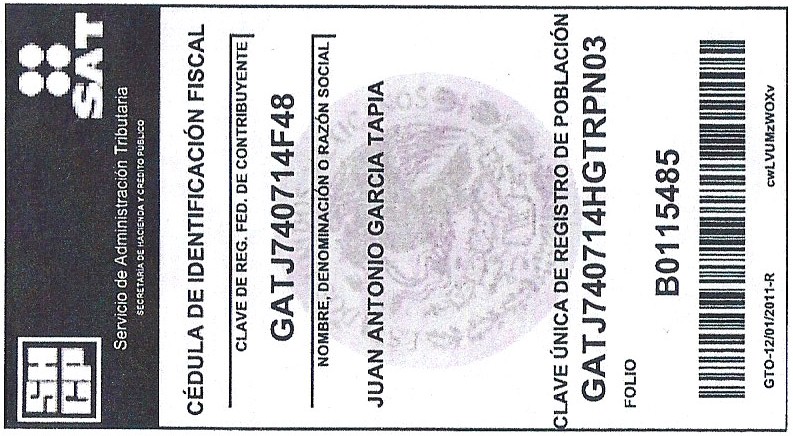 SHCP
SAT
Servicio de Administración Tributaria
SECRETARÍA DE HACIENDA Y CRÉDITO PÚBLICO
CÉDULA DE IDENTIFICACIÓN FISCAL
CLAVE DE REG. FED. DE CONTRIBUYENTE
GATJ740714F48
NOMBRE, DENOMINACIÓN O RAZÓN SOCIAL
JUAN ANTONIO GARCIA TAPIA
CLAVE ÚNICA DE REGISTRO DE POBLACIÓN
GATJ740714HGTRPN03
FOLIO
B0115485
GTO-12/01/2011-R
cwLVUMzWOXv